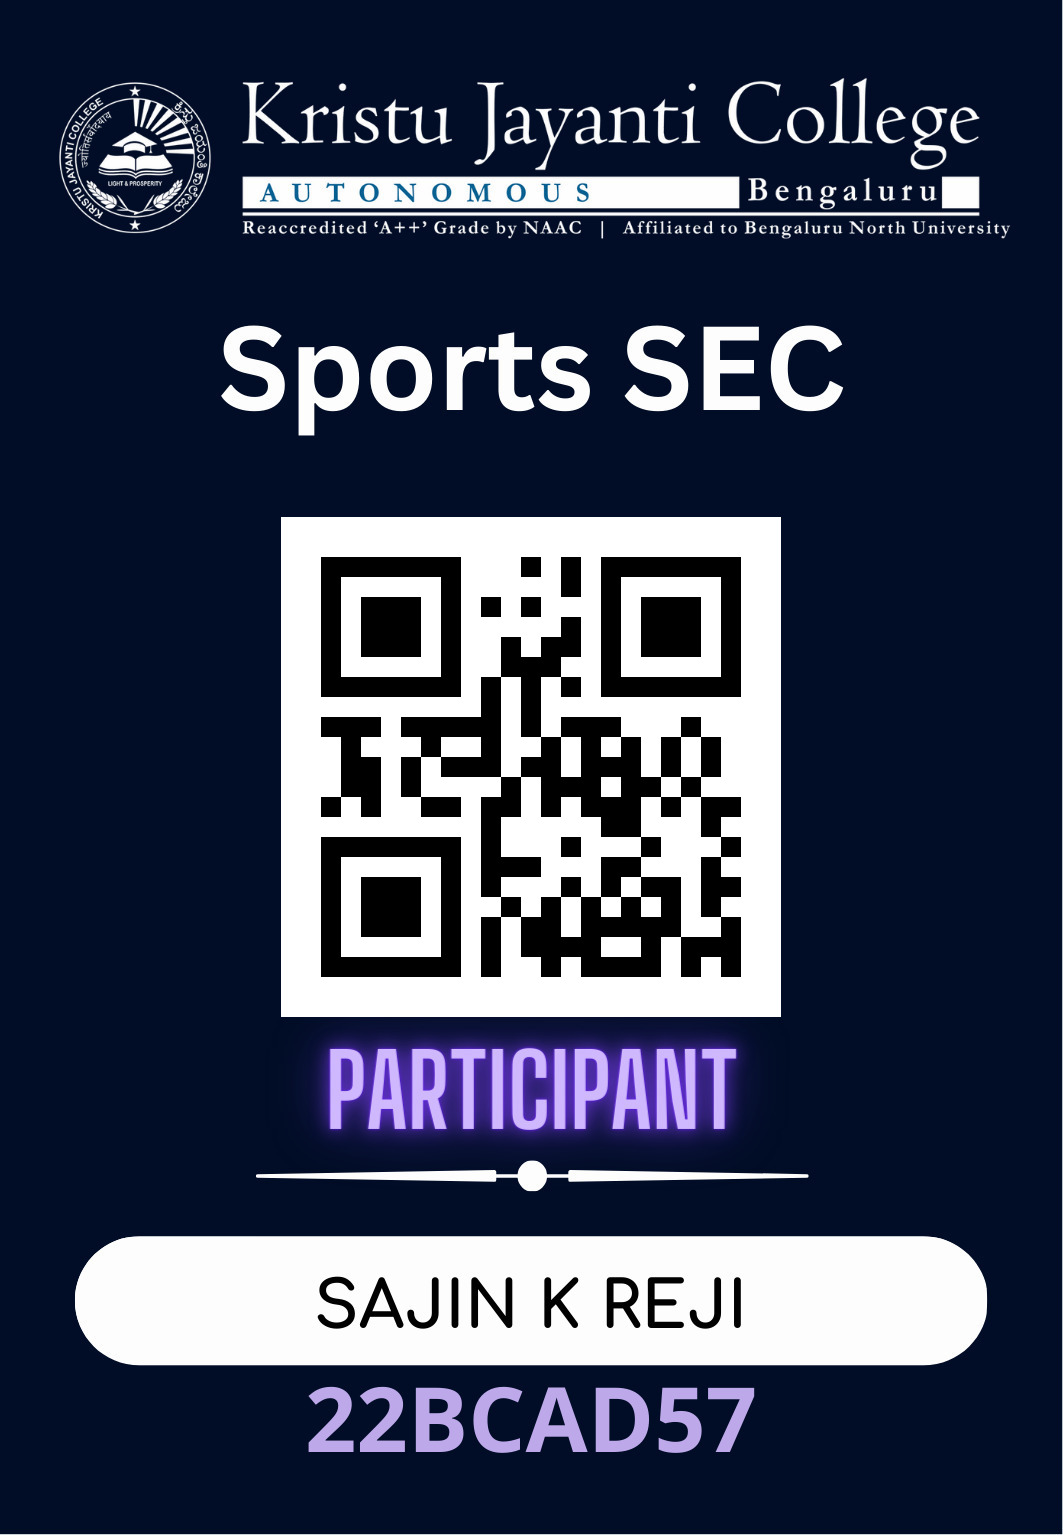 KRISTU JAYANTI COLLEGE
ಕ್ರಿಸ್ತು ಜಯಂತಿ ಕಾಲೇಜು
LIGHT & PROSPERITY
Kristu Jayanti College
AUTONOMOUS Bengaluru
Reaccredited ‘A++’ Grade by NAAC | Affiliated to Bengaluru North University
Sports SEC
PARTICIPANT
SAJIN K REJI
22BCAD57